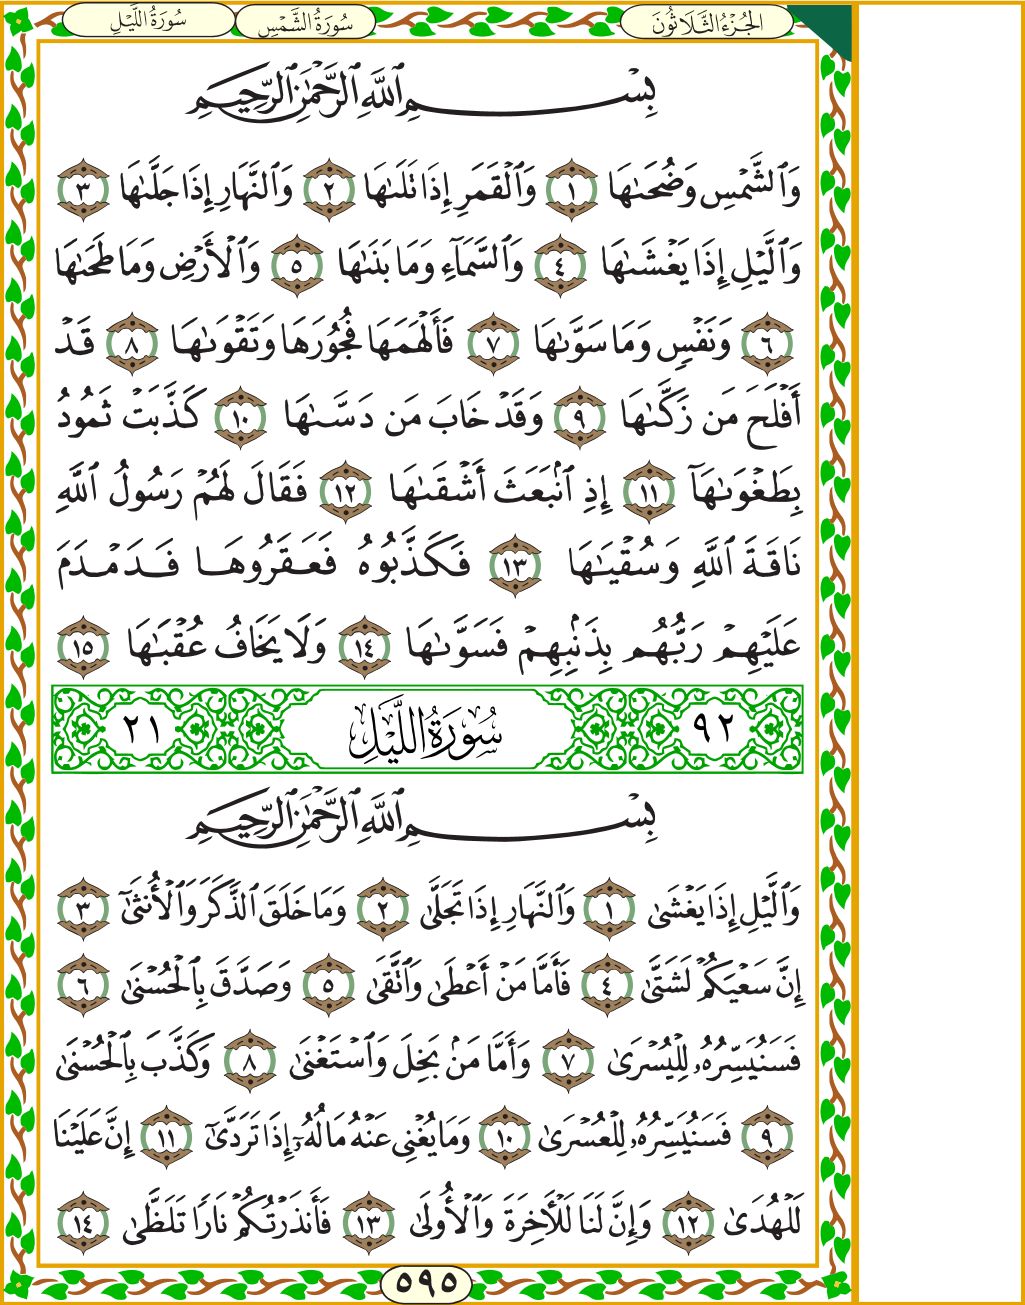 الجُزْءُ الثَّلَاثُونَ سُورَةُ الشَّمْسِ سُورَةُ اللَّيْلِ
بِسْمِ ٱللَّهِ ٱلرَّحْمَٰنِ ٱلرَّحِيمِ
وَٱلشَّمْسِ وَضُحَىٰهَا ١ وَٱلْقَمَرِ إِذَا تَلَىٰهَا ٢ وَٱلنَّهَارِ إِذَا جَلَّىٰهَا ٣
وَٱلَّيْلِ إِذَا يَغْشَىٰهَا ٤ وَٱلسَّمَآءِ وَمَا بَنَىٰهَا ٥ وَٱلْأَرْضِ وَمَا طَحَىٰهَا
٦ وَنَفْسٍ وَمَا سَوَّىٰهَا ٧ فَأَلْهَمَهَا فُجُورَهَا وَتَقْوَىٰهَا ٨ قَدْ
أَفْلَحَ مَن زَكَّىٰهَا ٩ وَقَدْ خَابَ مَن دَسَّىٰهَا ١٠ كَذَّبَتْ ثَمُودُ
بِطَغْوَىٰهَآ ١١ إِذِ ٱنۢبَعَثَ أَشْقَىٰهَا ١٢ فَقَالَ لَهُمْ رَسُولُ ٱللَّهِ
نَاقَةَ ٱللَّهِ وَسُقْيَٰهَا ١٣ فَكَذَّبُوهُ فَعَقَرُوهَا فَدَمْدَمَ
عَلَيْهِمْ رَبُّهُم بِذَنۢبِهِمْ فَسَوَّىٰهَا ١٤ وَلَا يَخَافُ عُقْبَٰهَا ١٥
٩٢ سُورَةُ اللَّيْلِ ٢١
بِسْمِ ٱللَّهِ ٱلرَّحْمَٰنِ ٱلرَّحِيمِ
وَٱلَّيْلِ إِذَا يَغْشَىٰ ١ وَٱلنَّهَارِ إِذَا تَجَلَّىٰ ٢ وَمَا خَلَقَ ٱلذَّكَرَ وَٱلْأُنثَىٰٓ ٣
إِنَّ سَعْيَكُمْ لَشَتَّىٰ ٤ فَأَمَّا مَنْ أَعْطَىٰ وَٱتَّقَىٰ ٥ وَصَدَّقَ بِٱلْحُسْنَىٰ ٦
فَسَنُيَسِّرُهُۥ لِلْيُسْرَىٰ ٧ وَأَمَّا مَنۢ بَخِلَ وَٱسْتَغْنَىٰ ٨ وَكَذَّبَ بِٱلْحُسْنَىٰ
٩ فَسَنُيَسِّرُهُۥ لِلْعُسْرَىٰ ١٠ وَمَا يُغْنِى عَنْهُ مَالُهُۥٓ إِذَا تَرَدَّىٰٓ ١١ إِنَّ عَلَيْنَا
لَلْهُدَىٰ ١٢ وَإِنَّ لَنَا لَلْأٓخِرَةَ وَٱلْأُولَىٰ ١٣ فَأَنذَرْتُكُمْ نَارًا تَلَظَّىٰ ١٤
٥٩٥